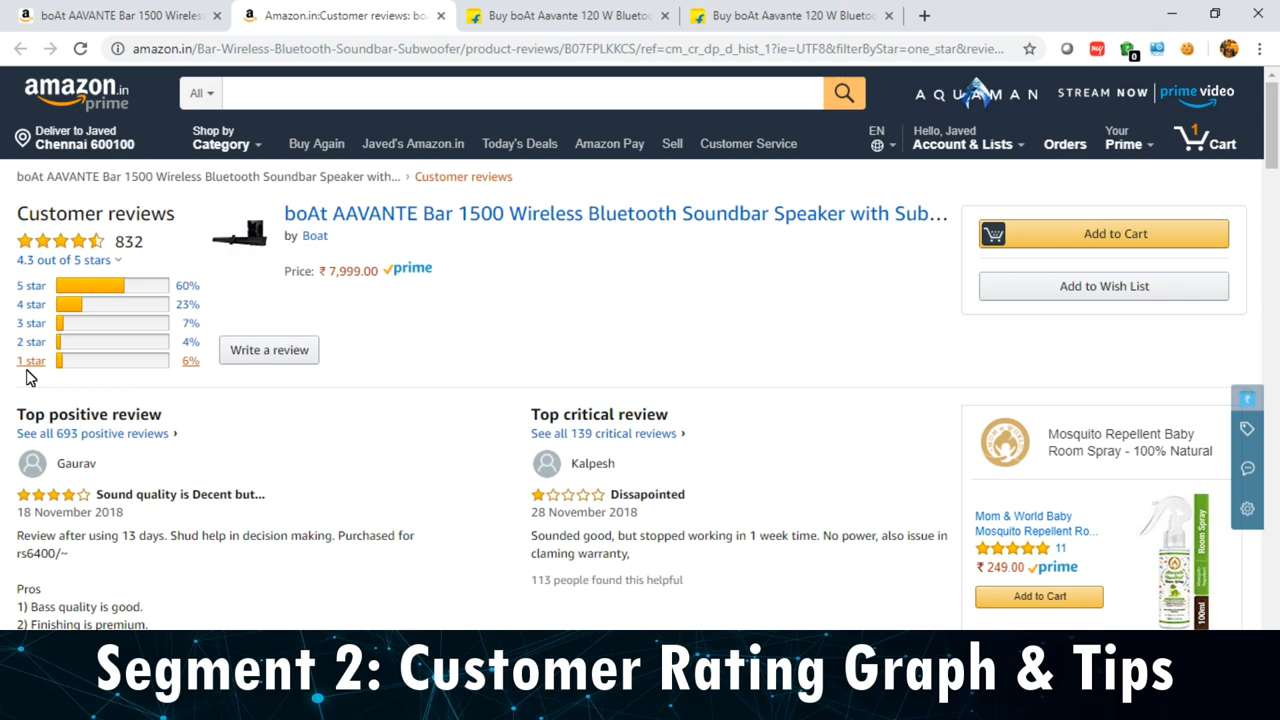 boAt AAVANTE Bar 1500 Wireless
Amazon.in:Customer reviews: bo
Buy boAt Aavante 120 W Bluetoo
Buy boAt Aavante 120 W Bluetoo
amazon.in/Bar-Wireless-Bluetooth-Soundbar-Subwoofer/product-reviews/B07FPLKKCS/ref=cm_cr_dp_d_hist_1?ie=UTF8&filterByStar=one_star&revie...
0
amazon.in
prime
All
AQUAMAN
STREAM NOW
prime video
Deliver to Javed
Chennai 600100
Shop by
Category
Buy Again
Javed's Amazon.in
Today's Deals
Amazon Pay
Sell
Customer Service
EN
Hello, Javed
Account & Lists
Orders
Your
Prime
1
Cart
boAt AAVANTE Bar 1500 Wireless Bluetooth Soundbar Speaker with... › Customer reviews
Customer reviews
832
4.3 out of 5 stars
5 star 60%
4 star 23%
3 star 7%
2 star 4%
1 star 6%
boAt AAVANTE Bar 1500 Wireless Bluetooth Soundbar Speaker with Sub...
by Boat
Price: ₹ 7,999.00 prime
Write a review
Add to Cart
Add to Wish List
Top positive review
See all 693 positive reviews ›
Gaurav
Sound quality is Decent but...
18 November 2018
Review after using 13 days. Shud help in decision making. Purchased for
rs6400/~
Pros
1) Bass quality is good.
2) Finishing is premium.
Top critical review
See all 139 critical reviews ›
Kalpesh
Dissapointed
28 November 2018
Sounded good, but stopped working in 1 week time. No power, also issue in
claming warranty,
113 people found this helpful
Mosquito Repellent Baby
Room Spray - 100% Natural
Mom & World Baby
Mosquito Repellent Ro...
11
₹ 249.00 prime
Add to Cart
Room Spray
100ml
Segment 2: Customer Rating Graph & Tips